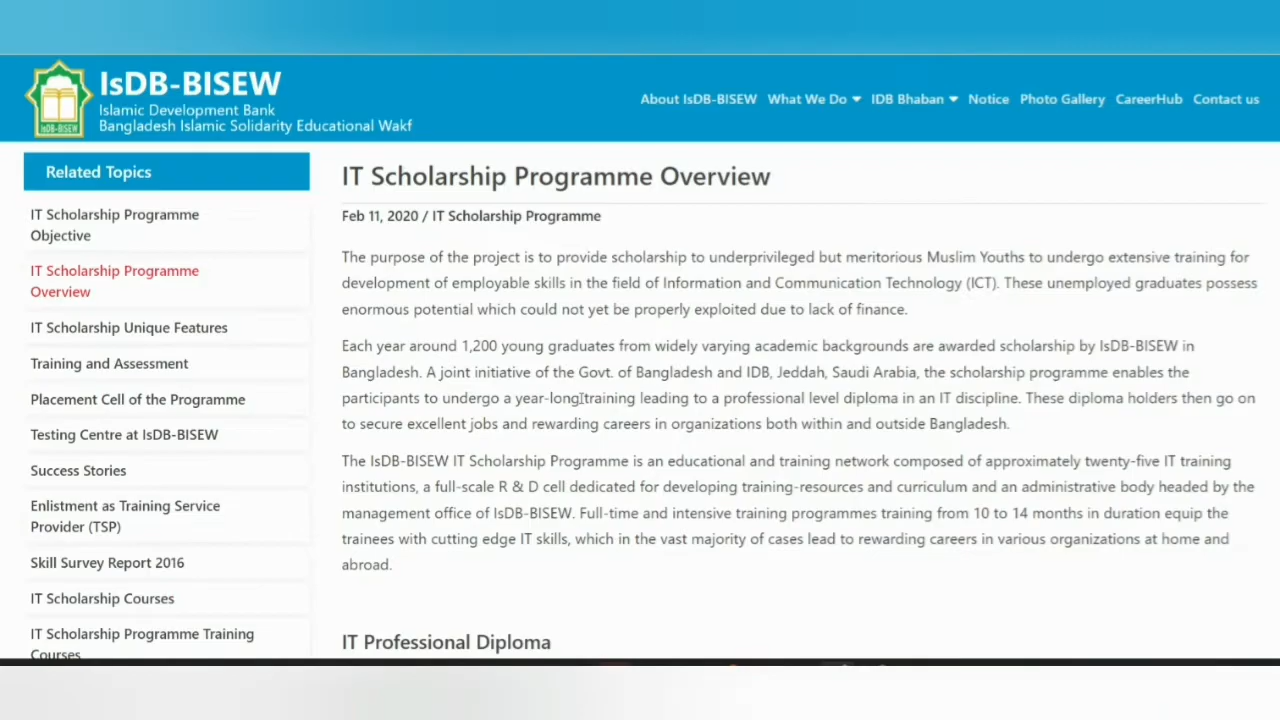 IsDB-BISEW
Islamic Development Bank
Bangladesh Islamic Solidarity Educational Wakf
IsDB-BISEW
About IsDB-BISEW What We Do IDB Bhaban Notice Photo Gallery CareerHub Contact us
Related Topics
IT Scholarship Programme
Objective
IT Scholarship Programme
Overview
IT Scholarship Unique Features
Training and Assessment
Placement Cell of the Programme
Testing Centre at IsDB-BISEW
Success Stories
Enlistment as Training Service
Provider (TSP)
Skill Survey Report 2016
IT Scholarship Courses
IT Scholarship Programme Training
Courses
IT Scholarship Programme Overview
Feb 11, 2020 / IT Scholarship Programme
The purpose of the project is to provide scholarship to underprivileged but meritorious Muslim Youths to undergo extensive training for
development of employable skills in the field of Information and Communication Technology (ICT). These unemployed graduates possess
enormous potential which could not yet be properly exploited due to lack of finance.
Each year around 1,200 young graduates from widely varying academic backgrounds are awarded scholarship by IsDB-BISEW in
Bangladesh. A joint initiative of the Govt. of Bangladesh and IDB, Jeddah, Saudi Arabia, the scholarship programme enables the
participants to undergo a year-long training leading to a professional level diploma in an IT discipline. These diploma holders then go on
to secure excellent jobs and rewarding careers in organizations both within and outside Bangladesh.
The IsDB-BISEW IT Scholarship Programme is an educational and training network composed of approximately twenty-five IT training
institutions, a full-scale R & D cell dedicated for developing training-resources and curriculum and an administrative body headed by the
management office of IsDB-BISEW. Full-time and intensive training programmes training from 10 to 14 months in duration equip the
trainees with cutting edge IT skills, which in the vast majority of cases lead to rewarding careers in various organizations at home and
abroad.
IT Professional Diploma